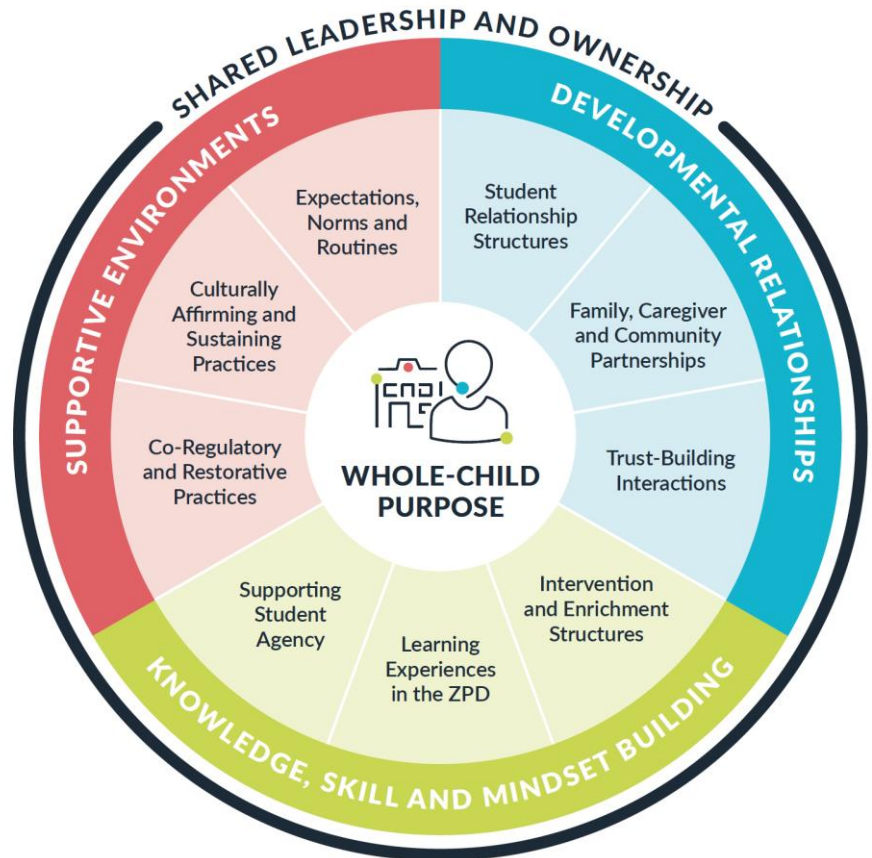 SHARED LEADERSHIP AND OWNERSHIP
DEVELOPMENTAL RELATIONSHIPS
Student
Relationship
Structures
Family, Caregiver
and Community
Partnerships
Trust-Building
Interactions
KNOWLEDGE, SKILL AND MINDSET BUILDING
Intervention
and Enrichment
Structures
Learning
Experiences
in the ZPD
Supporting
Student
Agency
SUPPORTIVE ENVIRONMENTS
Co-Regulatory
and Restorative
Practices
Culturally
Affirming and
Sustaining
Practices
Expectations,
Norms and
Routines
WHOLE-CHILD
PURPOSE